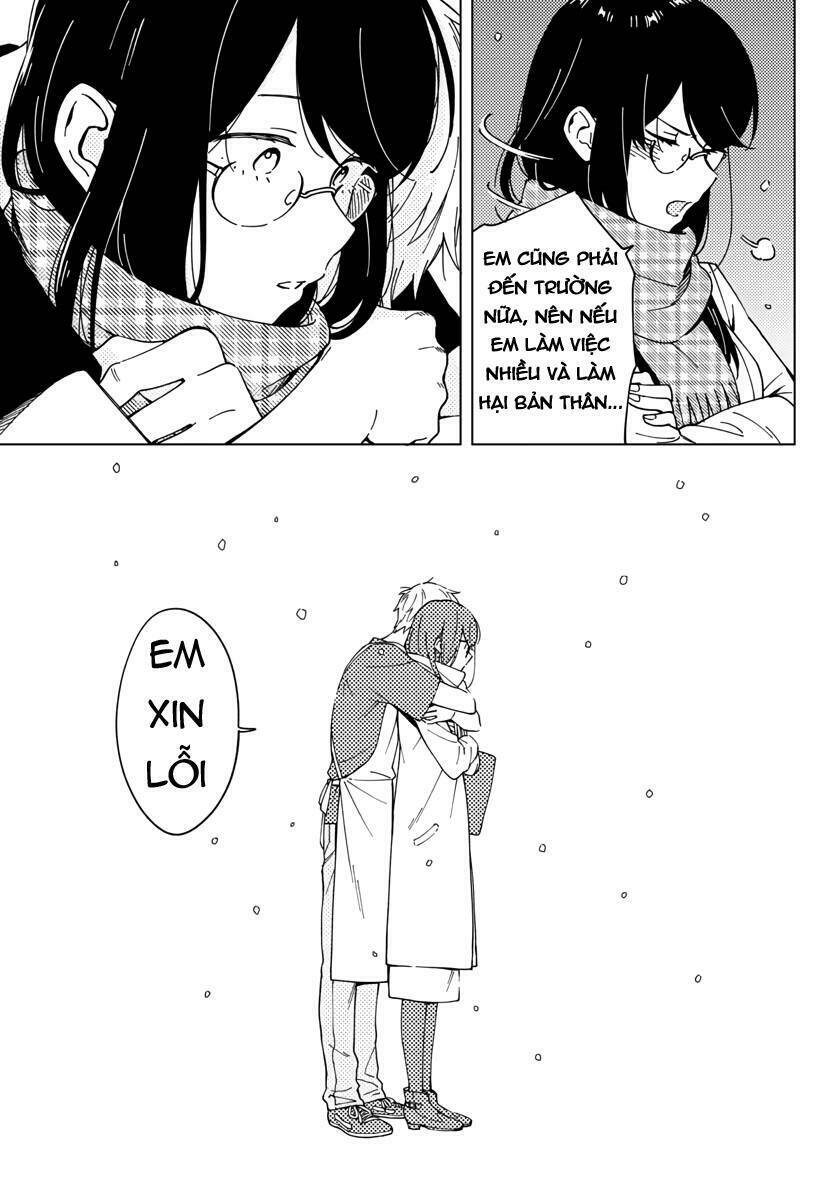 EM CŨNG PHẢI
ĐẾN TRƯỜNG
NỮA, NÊN NẾU
EM LÀM VIỆC
NHIỀU VÀ LÀM
HẠI BẢN THÂN...
EM
XIN
LỖI